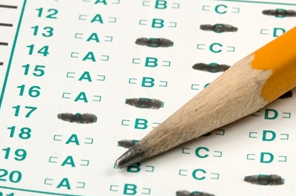 A B
12 A B C D
13 A B C
14 A B C
15 A B
16 A B
17 A B D
18 A B C D
19 A B C D
20 A B